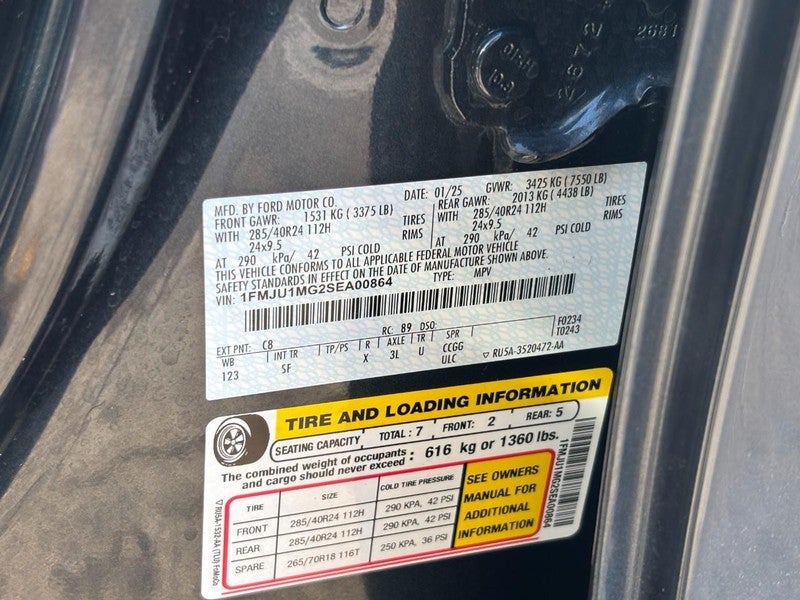 2681
2672
MFD. BY FORD MOTOR CO.
DATE: 01/25 GVWR: 3425 KG ( 7550 LB)
FRONT GAWR: 1531 KG ( 3375 LB) REAR GAWR: 2013 KG ( 4438 LB)
WITH 285/40R24 112H TIRES WITH 285/40R24 112H TIRES
24x9.5 RIMS 24x9.5 RIMS
AT 290 kPa/ 42 PSI COLD AT 290 kPa/ 42 PSI COLD
THIS VEHICLE CONFORMS TO ALL APPLICABLE FEDERAL MOTOR VEHICLE
SAFETY STANDARDS IN EFFECT ON THE DATE OF MANUFACTURE SHOWN ABOVE.
VIN: 1FMJU1MG2SEA00864 TYPE: MPV
EXT PNT: C8 RC: 89 DSO: F0234
WB INT TR TP/PS R AXLE TR SPR T0243
123 SF X 3L U CCGG
ULC ▽ RU5A-3520472-AA
TIRE AND LOADING INFORMATION
SEATING CAPACITY TOTAL: 7 FRONT: 2 REAR: 5
The combined weight of occupants and cargo should never exceed : 616 kg or 1360 lbs.
TIRE SIZE COLD TIRE PRESSURE
FRONT 285/40R24 112H 290 KPA, 42 PSI
REAR 285/40R24 112H 290 KPA, 42 PSI
SPARE 265/70R18 116T 250 KPA, 36 PSI
SEE OWNERS
MANUAL FOR
ADDITIONAL
INFORMATION
1FMJU1MG2SEA00864
▽ RU5A-1532-AA (TLU) FoMoCo